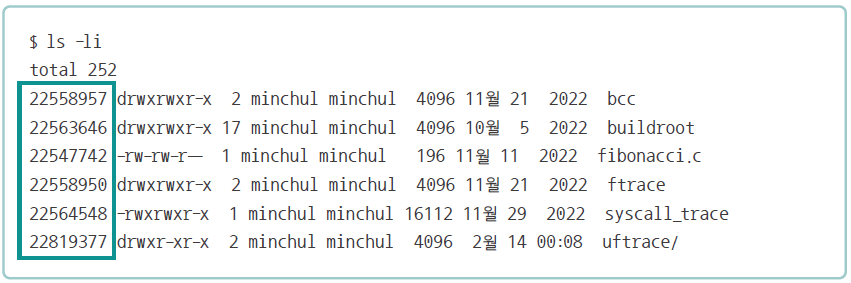 $ ls -li
total 252
22558957 drwxrwxr-x 2 minchul minchul 4096 11월 21 2022 bcc
22563646 drwxrwxr-x 17 minchul minchul 4096 10월 5 2022 buildroot
22547742 -rw-rw-r-- 1 minchul minchul 196 11월 11 2022 fibonacci.c
22558950 drwxrwxr-x 2 minchul minchul 4096 11월 21 2022 ftrace
22564548 -rwxrwxr-x 1 minchul minchul 16112 11월 29 2022 syscall_trace
22819377 drwxr-xr-x 2 minchul minchul 4096 2월 14 00:08 uftrace/